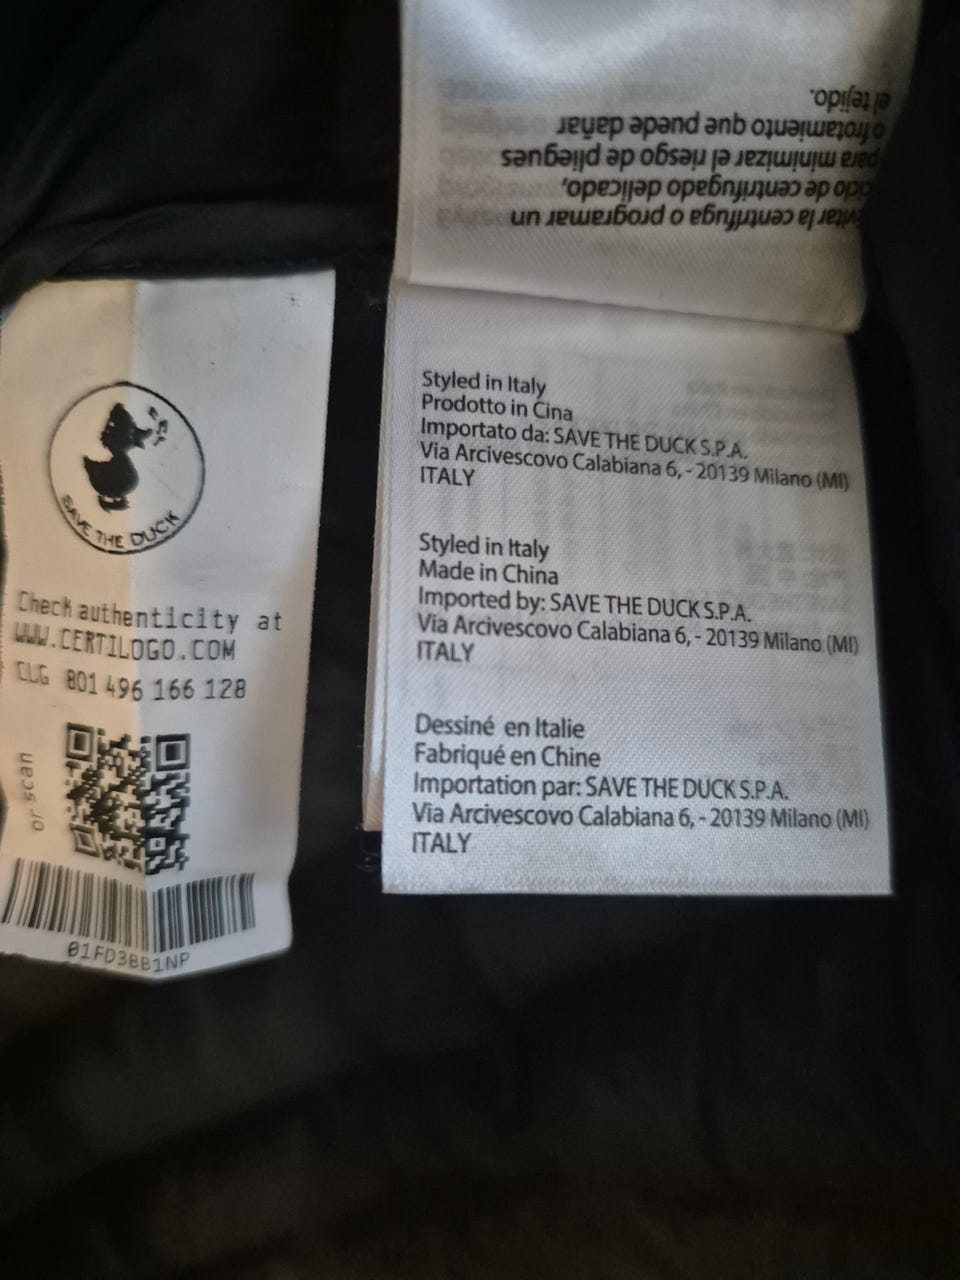 SAVE THE DUCK
Check authenticity at
WWW.CERTILOGO.COM
CLG 801 496 166 128
or scan
01FD3BB1NP
vitar la centrífuga o programar un
de centrifugado delicado,
para minimizar el riesgo de pliegues
o frotamiento que puede dañar
el tejido.
Styled in Italy
Prodotto in Cina
Importato da: SAVE THE DUCK S.P.A.
Via Arcivescovo Calabiana 6, - 20139 Milano (MI)
ITALY
Styled in Italy
Made in China
Imported by: SAVE THE DUCK S.P.A.
Via Arcivescovo Calabiana 6, - 20139 Milano (MI)
ITALY
Dessiné en Italie
Fabriqué en Chine
Importation par: SAVE THE DUCK S.P.A.
Via Arcivescovo Calabiana 6, - 20139 Milano (MI)
ITALY